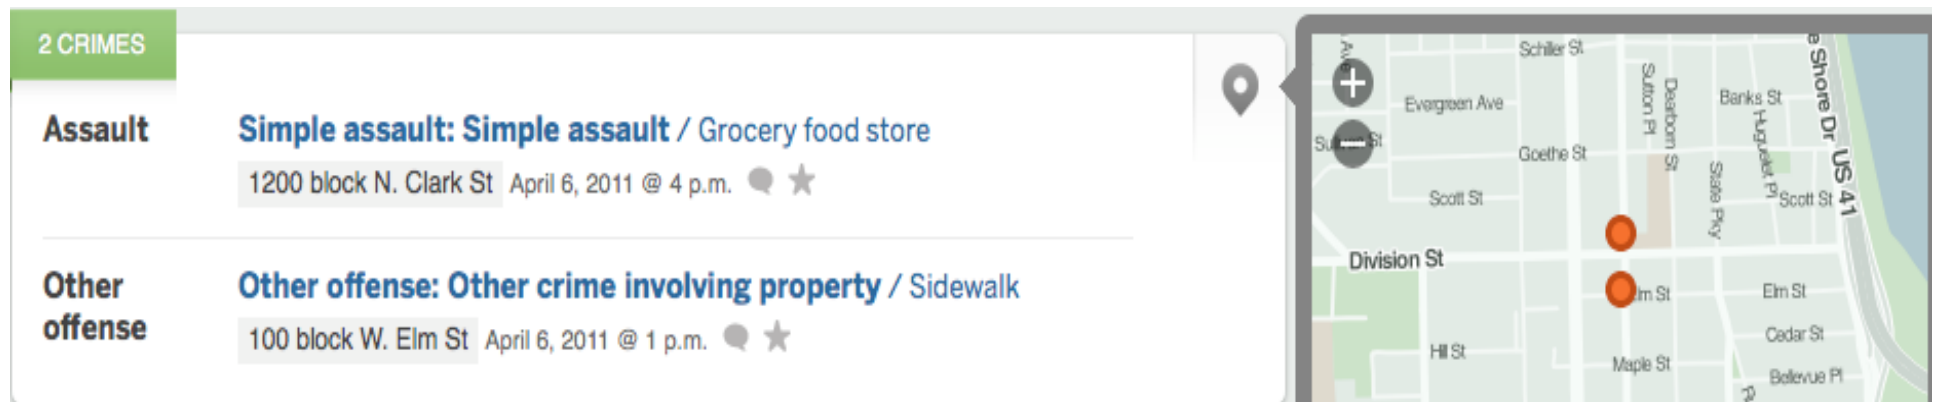 2 CRIMES
Assault
Simple assault: Simple assault / Grocery food store
1200 block N. Clark St April 6, 2011 @ 4 p.m.
Other
offense
Other offense: Other crime involving property / Sidewalk
100 block W. Elm St April 6, 2011 @ 1 p.m.
Schiller St
Evergreen Ave
Sutton Pl
Dearborn St
Banks St
Huguelet Pl
e Shore Dr
US 41
Goethe St
Scott St
State Pky
Scott St
Division St
lm St
Elm St
Cedar St
Hill St
Maple St
Bellevue Pl